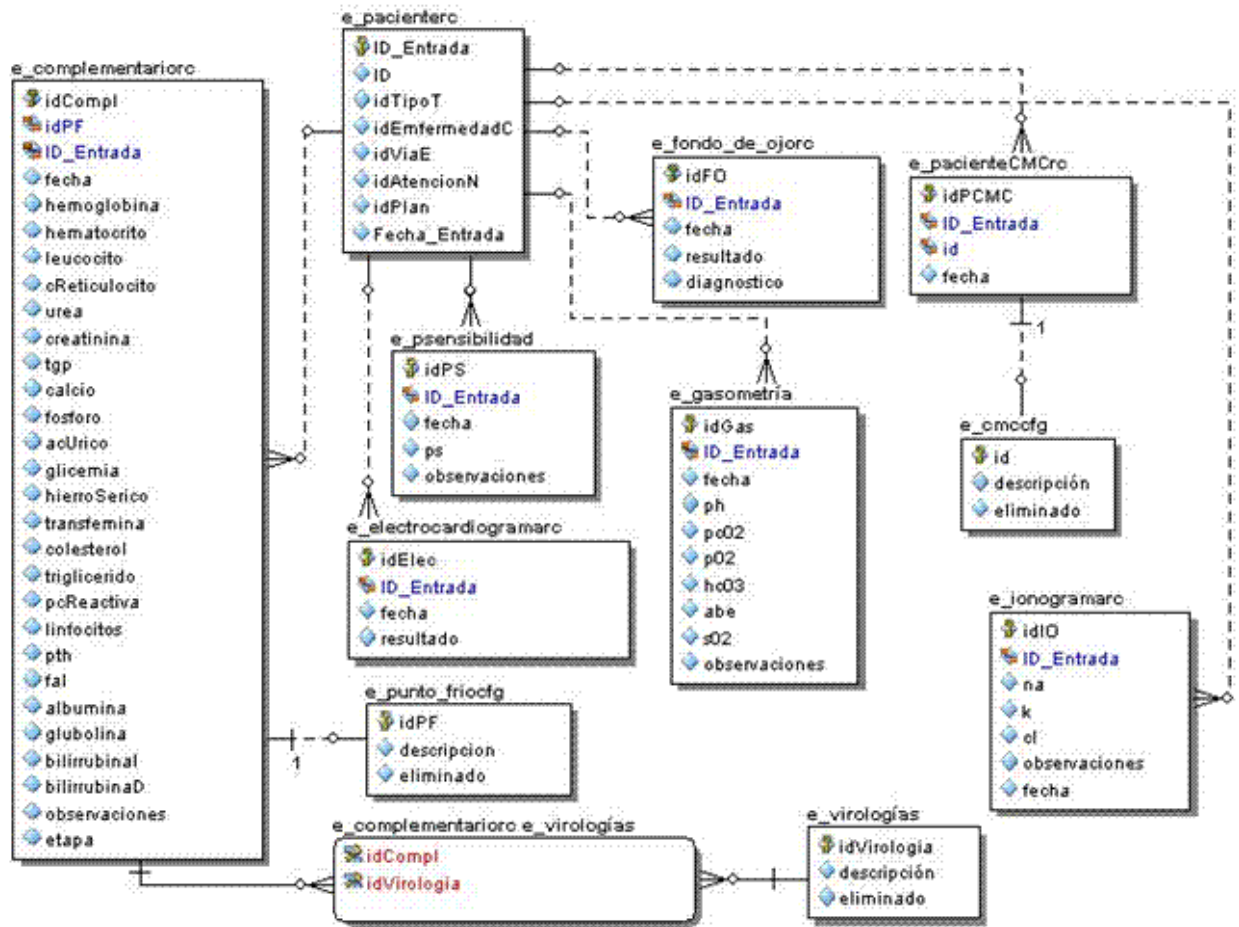 e_pacienterc
ID_Entrada
ID
idTipoT
idEmfermedadC
idViaE
idAtencionN
idPlan
Fecha_Entrada
e_complementariorc
idCompl
idPF
ID_Entrada
fecha
hemoglobina
hematocrito
leucocito
cReticulocito
urea
creatinina
tgp
calcio
fosforo
acUrico
glicemia
hierroSerico
transfemina
colesterol
triglicerido
pcReactiva
linfocitos
pth
fal
albumina
glubolina
bilirrubinaI
bilirrubinaD
observaciones
etapa
e_fondo_de_ojorc
idFO
ID_Entrada
fecha
resultado
diagnostico
e_pacienteCMCrc
idPCMC
ID_Entrada
id
fecha
1
e_psensibilidad
idPS
ID_Entrada
fecha
ps
observaciones
e_gasometría
idGas
ID_Entrada
fecha
ph
pc02
p02
hc03
abe
s02
observaciones
e_cmccfg
id
descripción
eliminado
e_electrocardiogramarc
idElec
ID_Entrada
fecha
resultado
e_ionogramarc
idIO
ID_Entrada
na
k
cl
observaciones
fecha
e_punto_friocfg
idPF
descripcion
eliminado
1
e_complementariorc e_virologías
idCompl
idVirologia
e_virologías
idVirologia
descripción
eliminado